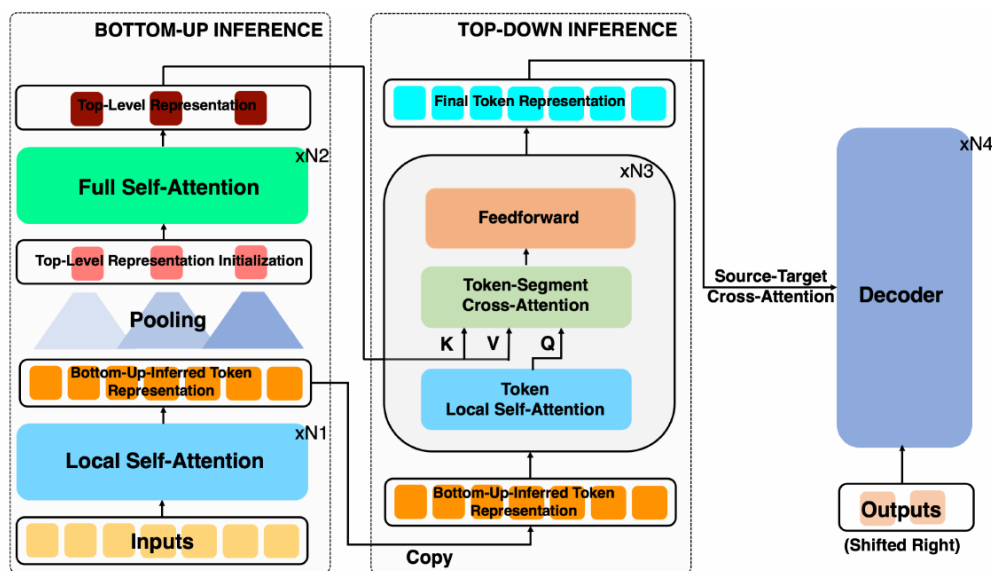 BOTTOM-UP INFERENCE
Top-Level Representation
xN2
Full Self-Attention
Top-Level Representation Initialization
Pooling
Bottom-Up-Inferred Token
Representation
xN1
Local Self-Attention
Inputs
Copy
TOP-DOWN INFERENCE
Final Token Representation
xN3
Feedforward
Token-Segment
Cross-Attention
K V Q
Token
Local Self-Attention
Bottom-Up-Inferred Token
Representation
Source-Target
Cross-Attention
xN4
Decoder
Outputs
(Shifted Right)